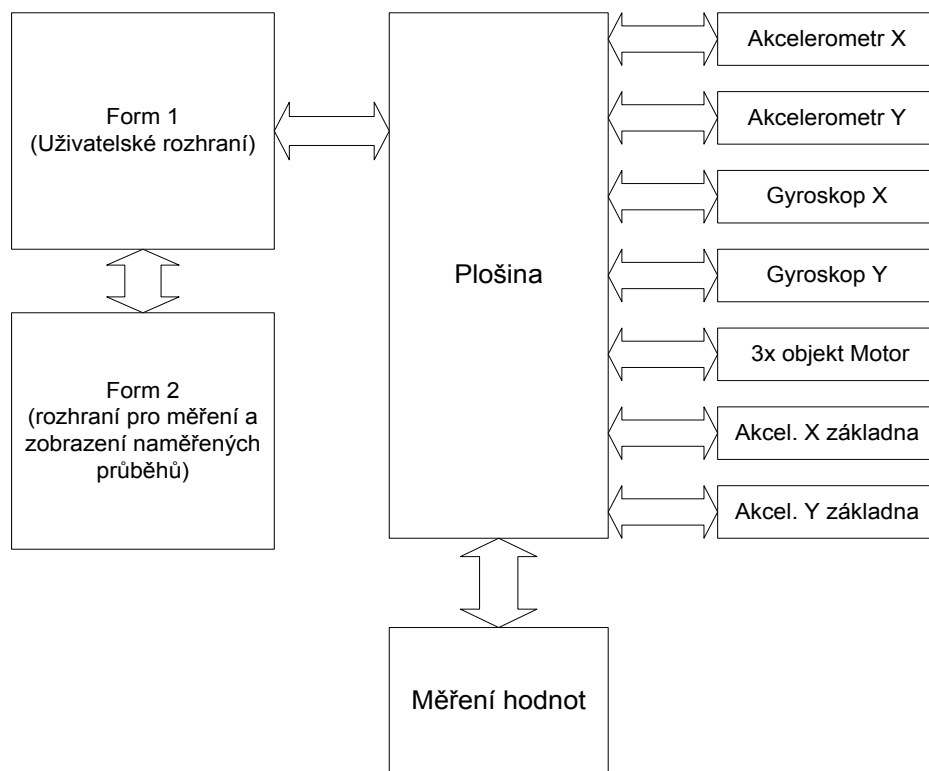 Form 1
(Uživatelské rozhraní)
Form 2
(rozhraní pro měření a
zobrazení naměřených
průběhů)
Plošina
Měření hodnot
Akcelerometr X
Akcelerometr Y
Gyroskop X
Gyroskop Y
3x objekt Motor
Akcel. X základna
Akcel. Y základna